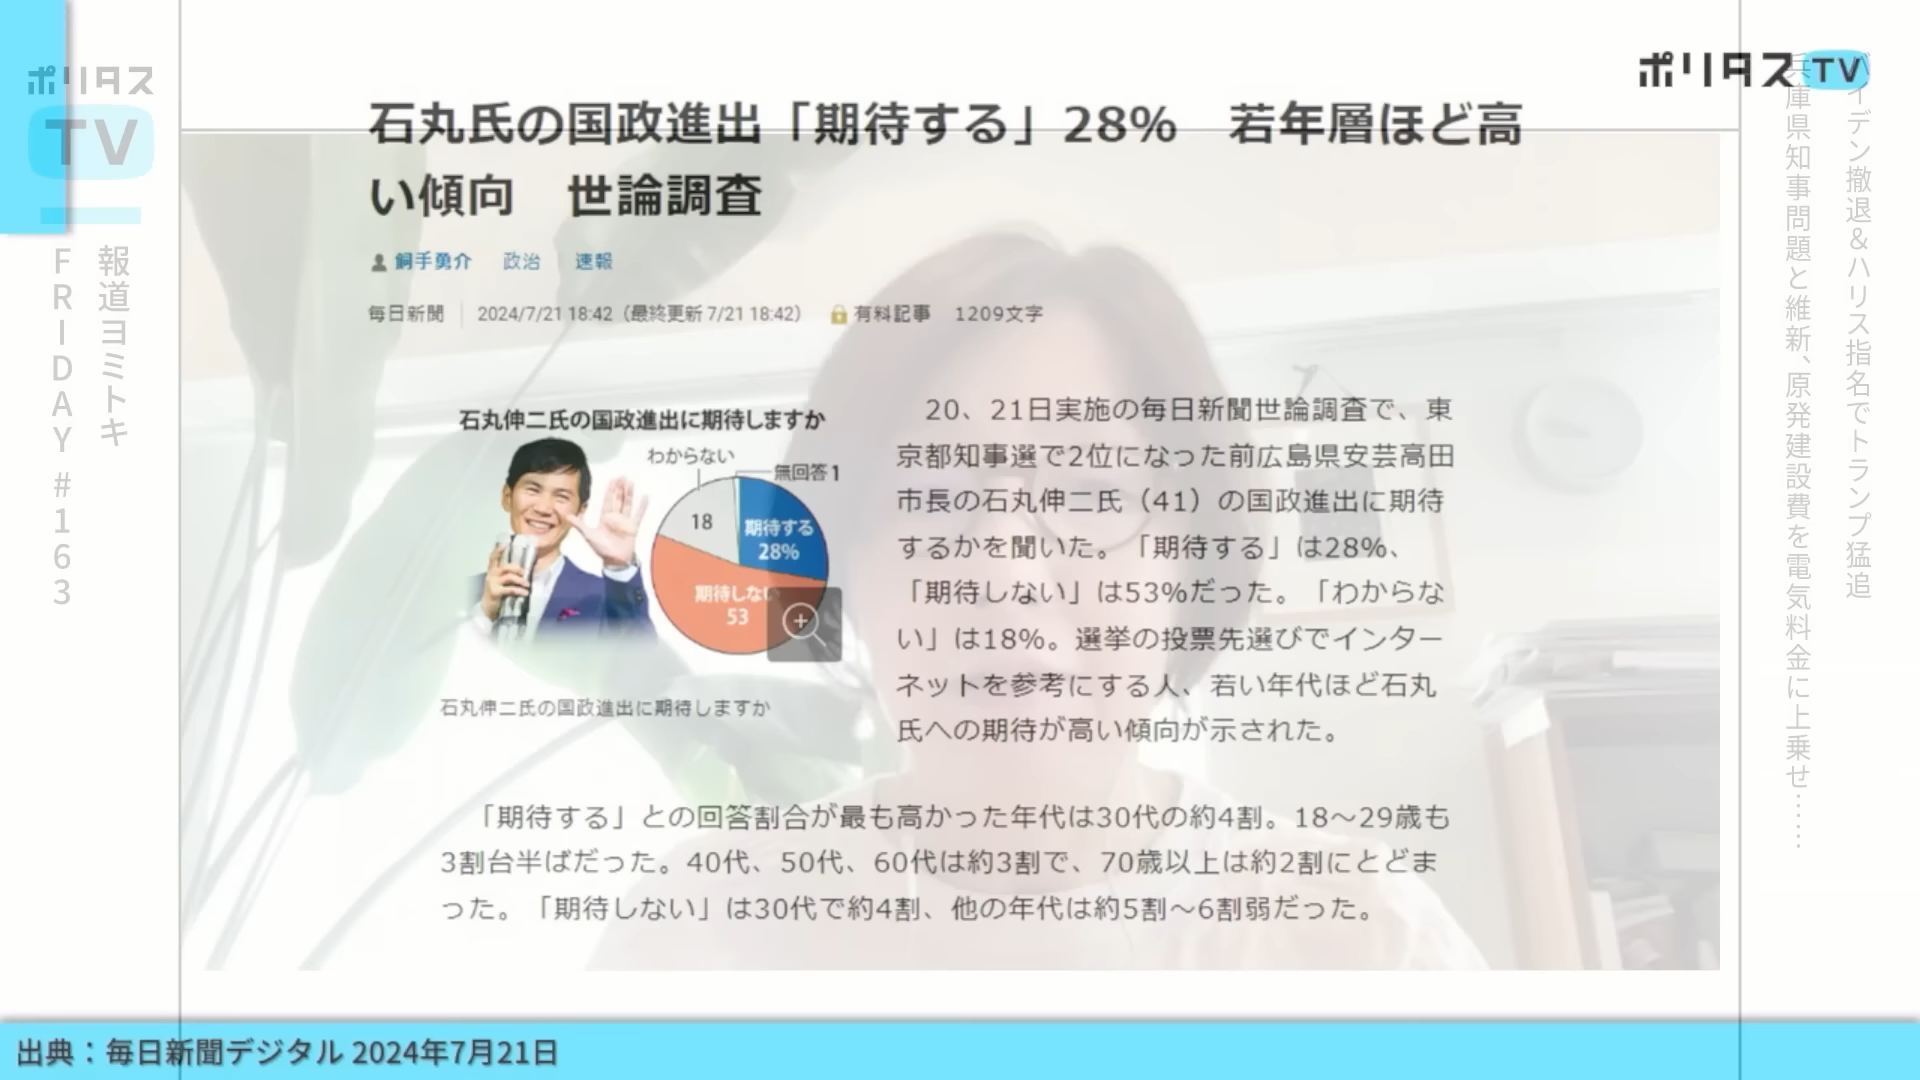 ポリタス
TV
報道ヨミトキ
FRIDAY #163
ポリタスTV
バイデン撤退&ハリス指名でトランプ猛追
兵庫県知事問題と維新、原発建設費を電気料金に上乗せ……
石丸氏の国政進出「期待する」28%　若年層ほど高
い傾向　世論調査
飼手勇介　政治　速報
毎日新聞　2024/7/21 18:42（最終更新 7/21 18:42）　有料記事　1209文字
石丸伸二氏の国政進出に期待しますか
わからない
無回答1
18
期待する
28%
期待しない
53
石丸伸二氏の国政進出に期待しますか
20、21日実施の毎日新聞世論調査で、東
京都知事選で2位になった前広島県安芸高田
市長の石丸伸二氏（41）の国政進出に期待
するかを聞いた。「期待する」は28%、
「期待しない」は53%だった。「わからな
い」は18%。選挙の投票先選びでインター
ネットを参考にする人、若い年代ほど石丸
氏への期待が高い傾向が示された。
「期待する」との回答割合が最も高かった年代は30代の約4割。18〜29歳も
3割台半ばだった。40代、50代、60代は約3割で、70歳以上は約2割にとどま
った。「期待しない」は30代で約4割、他の年代は約5割〜6割弱だった。
出典：毎日新聞デジタル 2024年7月21日